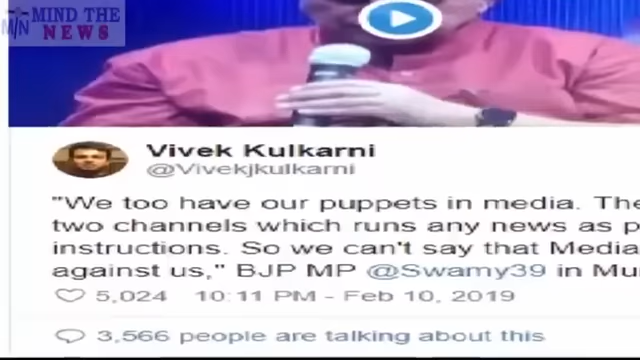 MIND THE
NEWS
Vivek Kulkarni
@Vivekjkulkarni
"We too have our puppets in media. The
two channels which runs any news as p
instructions. So we can't say that Media
against us," BJP MP @Swamy39 in Mu
5,024 10:11 PM - Feb 10, 2019
3,566 people are talking about this